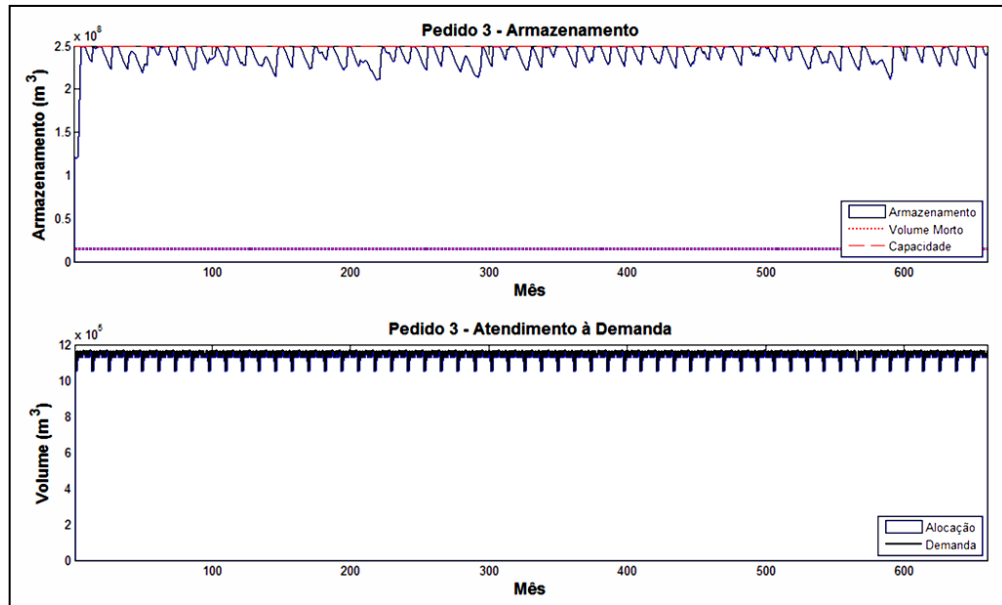 Pedido 3 - Armazenamento
x 10^8
2.5
2
1.5
1
0.5
0
Armazenamento (m^3)
Armazenamento
Volume Morto
Capacidade
100 200 300 400 500 600
Mês
Pedido 3 - Atendimento à Demanda
x 10^5
12
10
8
6
4
2
0
Volume (m^3)
Alocação
Demanda
100 200 300 400 500 600
Mês